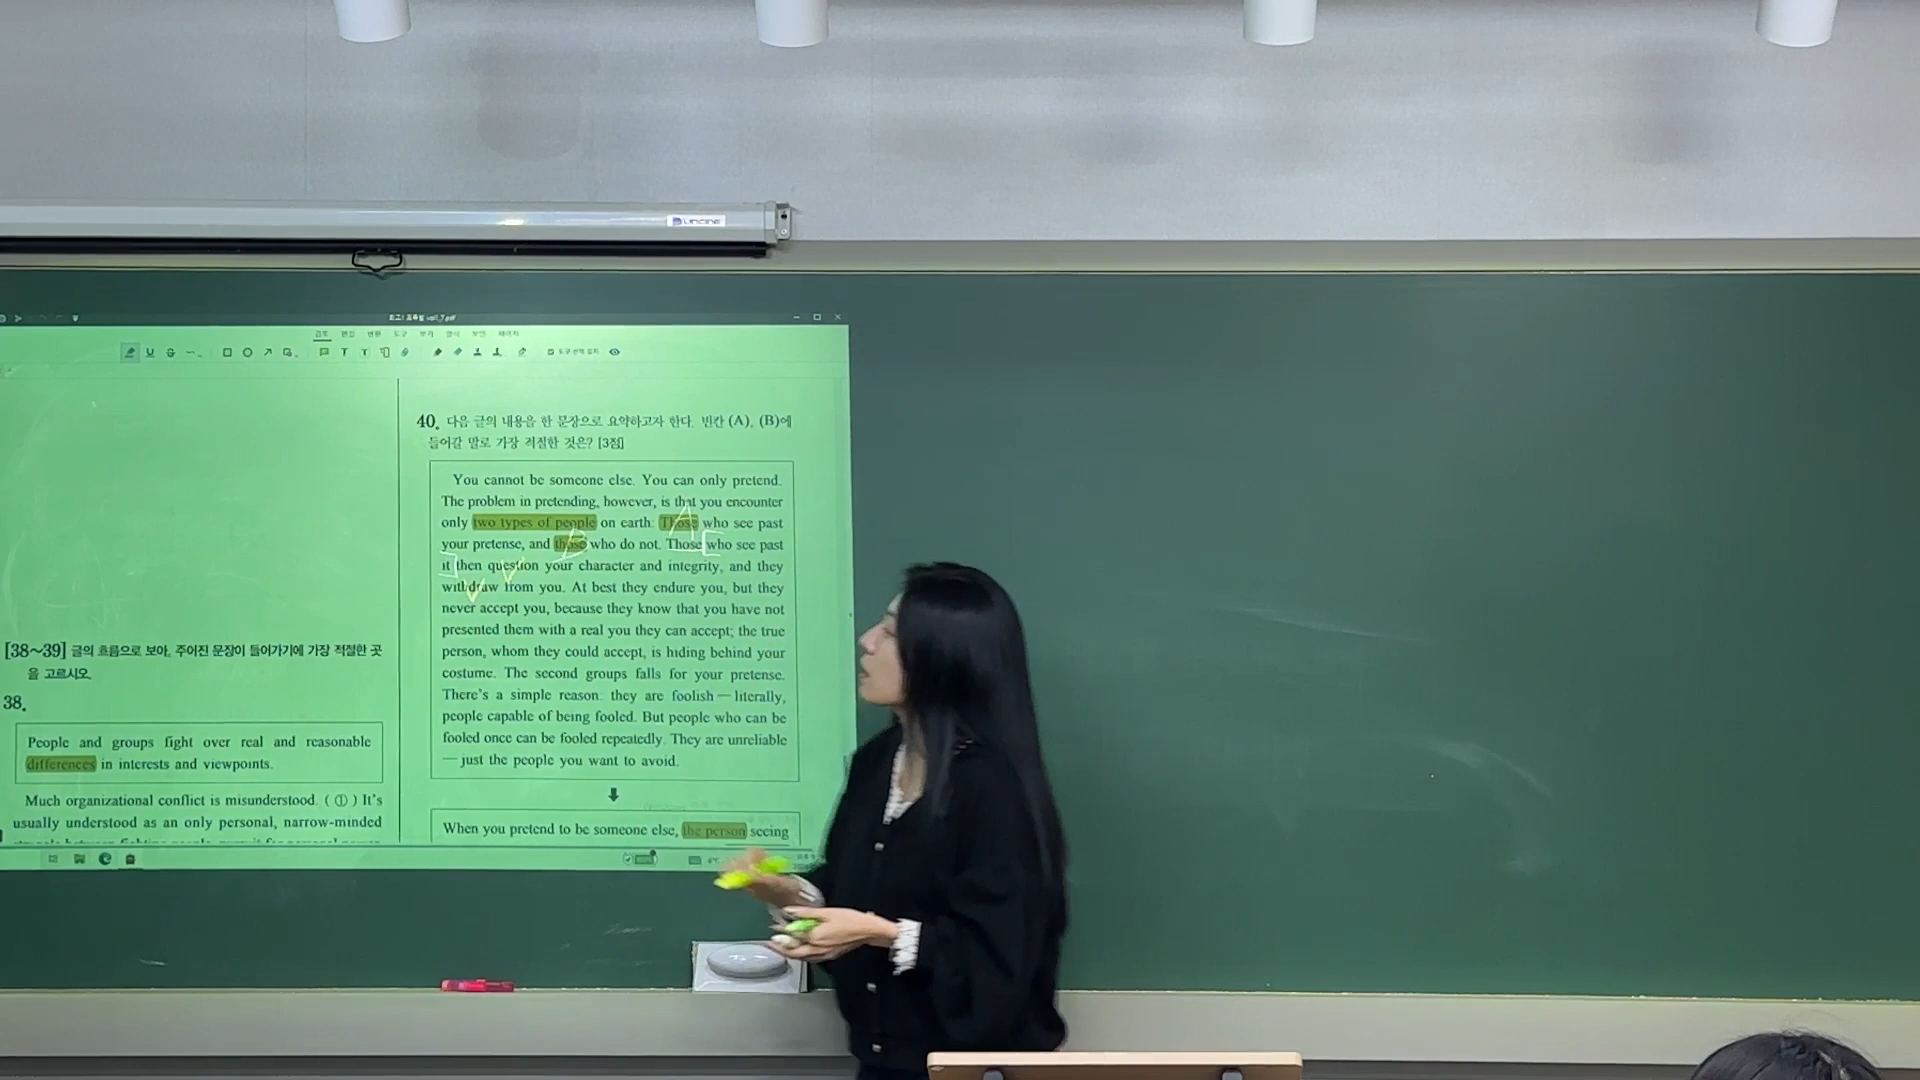 LINCINE
40. 다음 글의 내용을 한 문장으로 요약하고자 한다. 빈칸 (A), (B)에
들어갈 말로 가장 적절한 것은? [3점]
You cannot be someone else. You can only pretend.
The problem in pretending, however, is that you encounter
only two types of people on earth: Those who see past
your pretense, and those who do not. Those who see past
it then question your character and integrity, and they
withdraw from you. At best they endure you, but they
never accept you, because they know that you have not
presented them with a real you they can accept; the true
person, whom they could accept, is hiding behind your
costume. The second groups falls for your pretense.
There's a simple reason: they are foolish — literally,
people capable of being fooled. But people who can be
fooled once can be fooled repeatedly. They are unreliable
— just the people you want to avoid.
When you pretend to be someone else, the person seeing
A
B
[38~39] 글의 흐름으로 보아, 주어진 문장이 들어가기에 가장 적절한 곳
을 고르시오.
38.
People and groups fight over real and reasonable
differences in interests and viewpoints.
Much organizational conflict is misunderstood. ( ① ) It's
usually understood as an only personal, narrow-minded